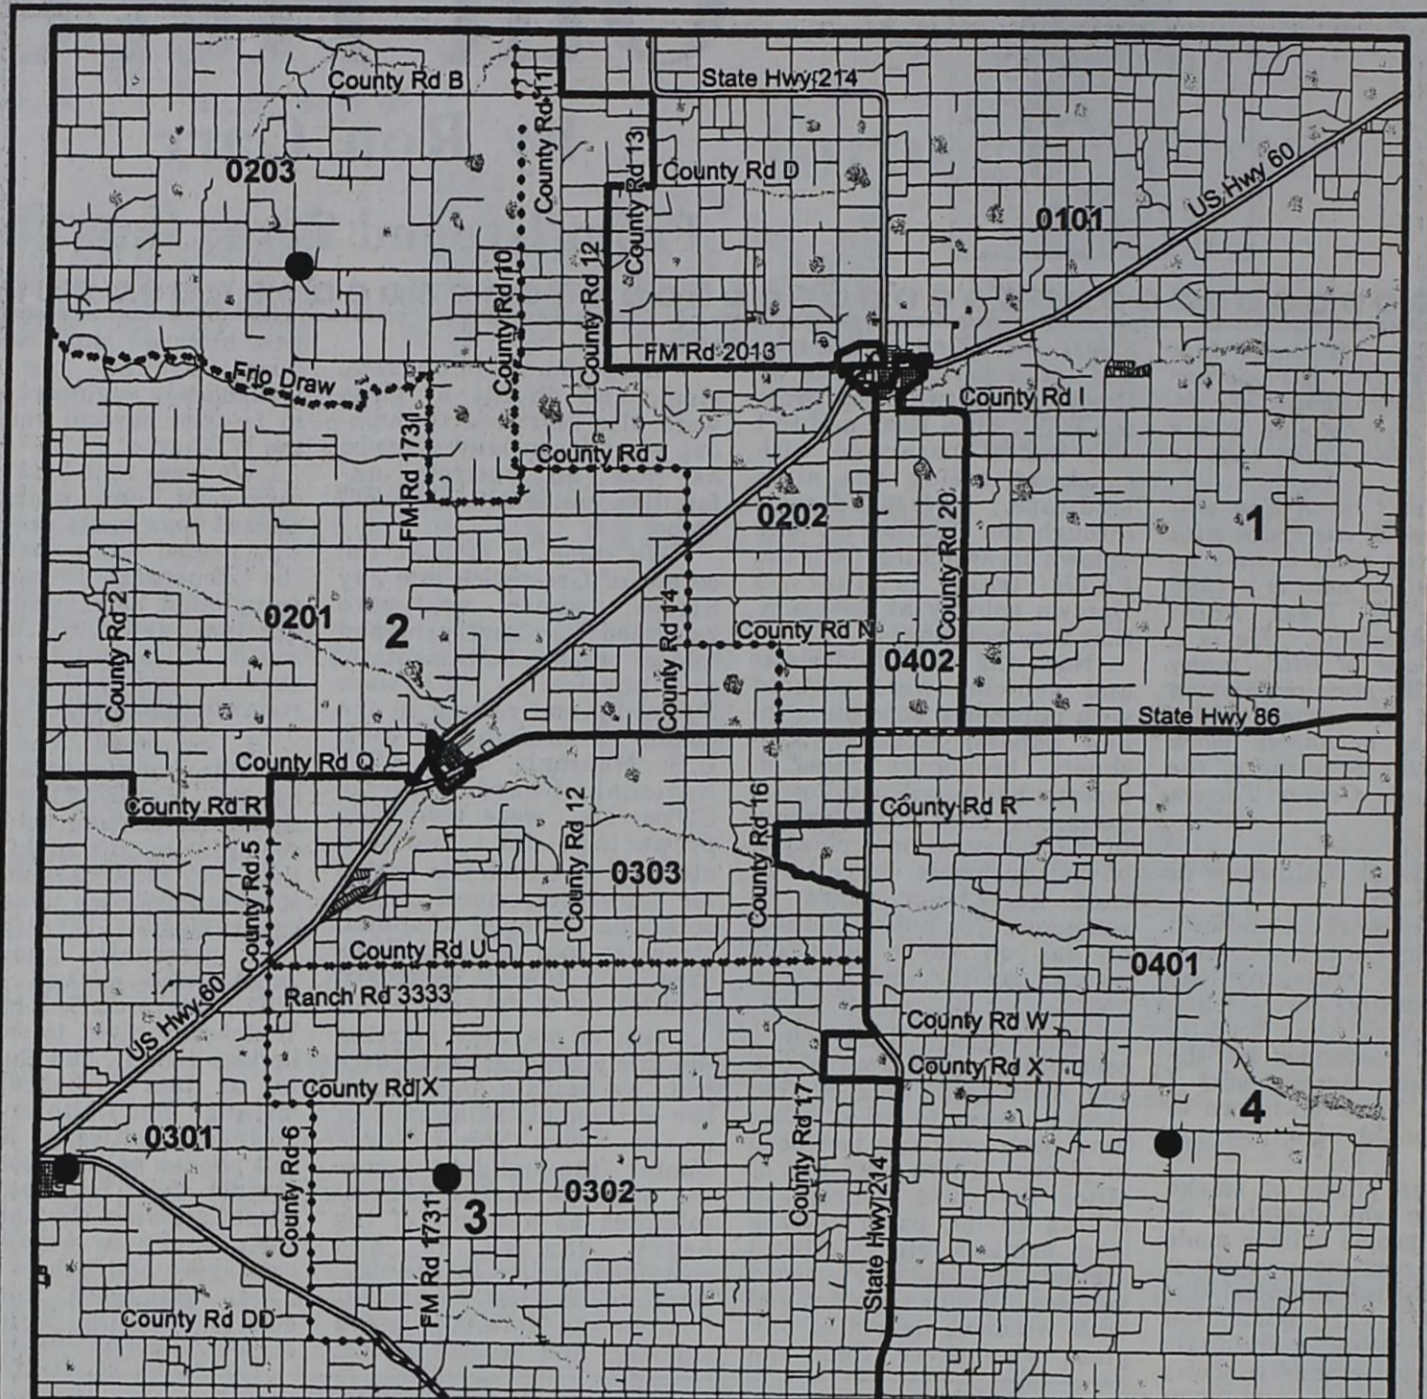 County Rd B
State Hwy 214
County Rd 11
County Rd 13
County Rd D
0203
US Hwy 60
0101
County Rd 10
County Rd 12
FM Rd 2013
Frio Draw
County Rd I
FM Rd 1731
County Rd J
0202
County Rd 20
1
County Rd 2
0201
2
County Rd 14
County Rd N
0402
State Hwy 86
County Rd Q
County Rd R
County Rd R
County Rd 5
County Rd 12
0303
County Rd 16
County Rd U
0401
Ranch Rd 3333
US Hwy 60
County Rd W
County Rd X
County Rd X
County Rd 17
4
0301
County Rd 6
0302
3
FM Rd 1731
State Hwy 214
County Rd DD